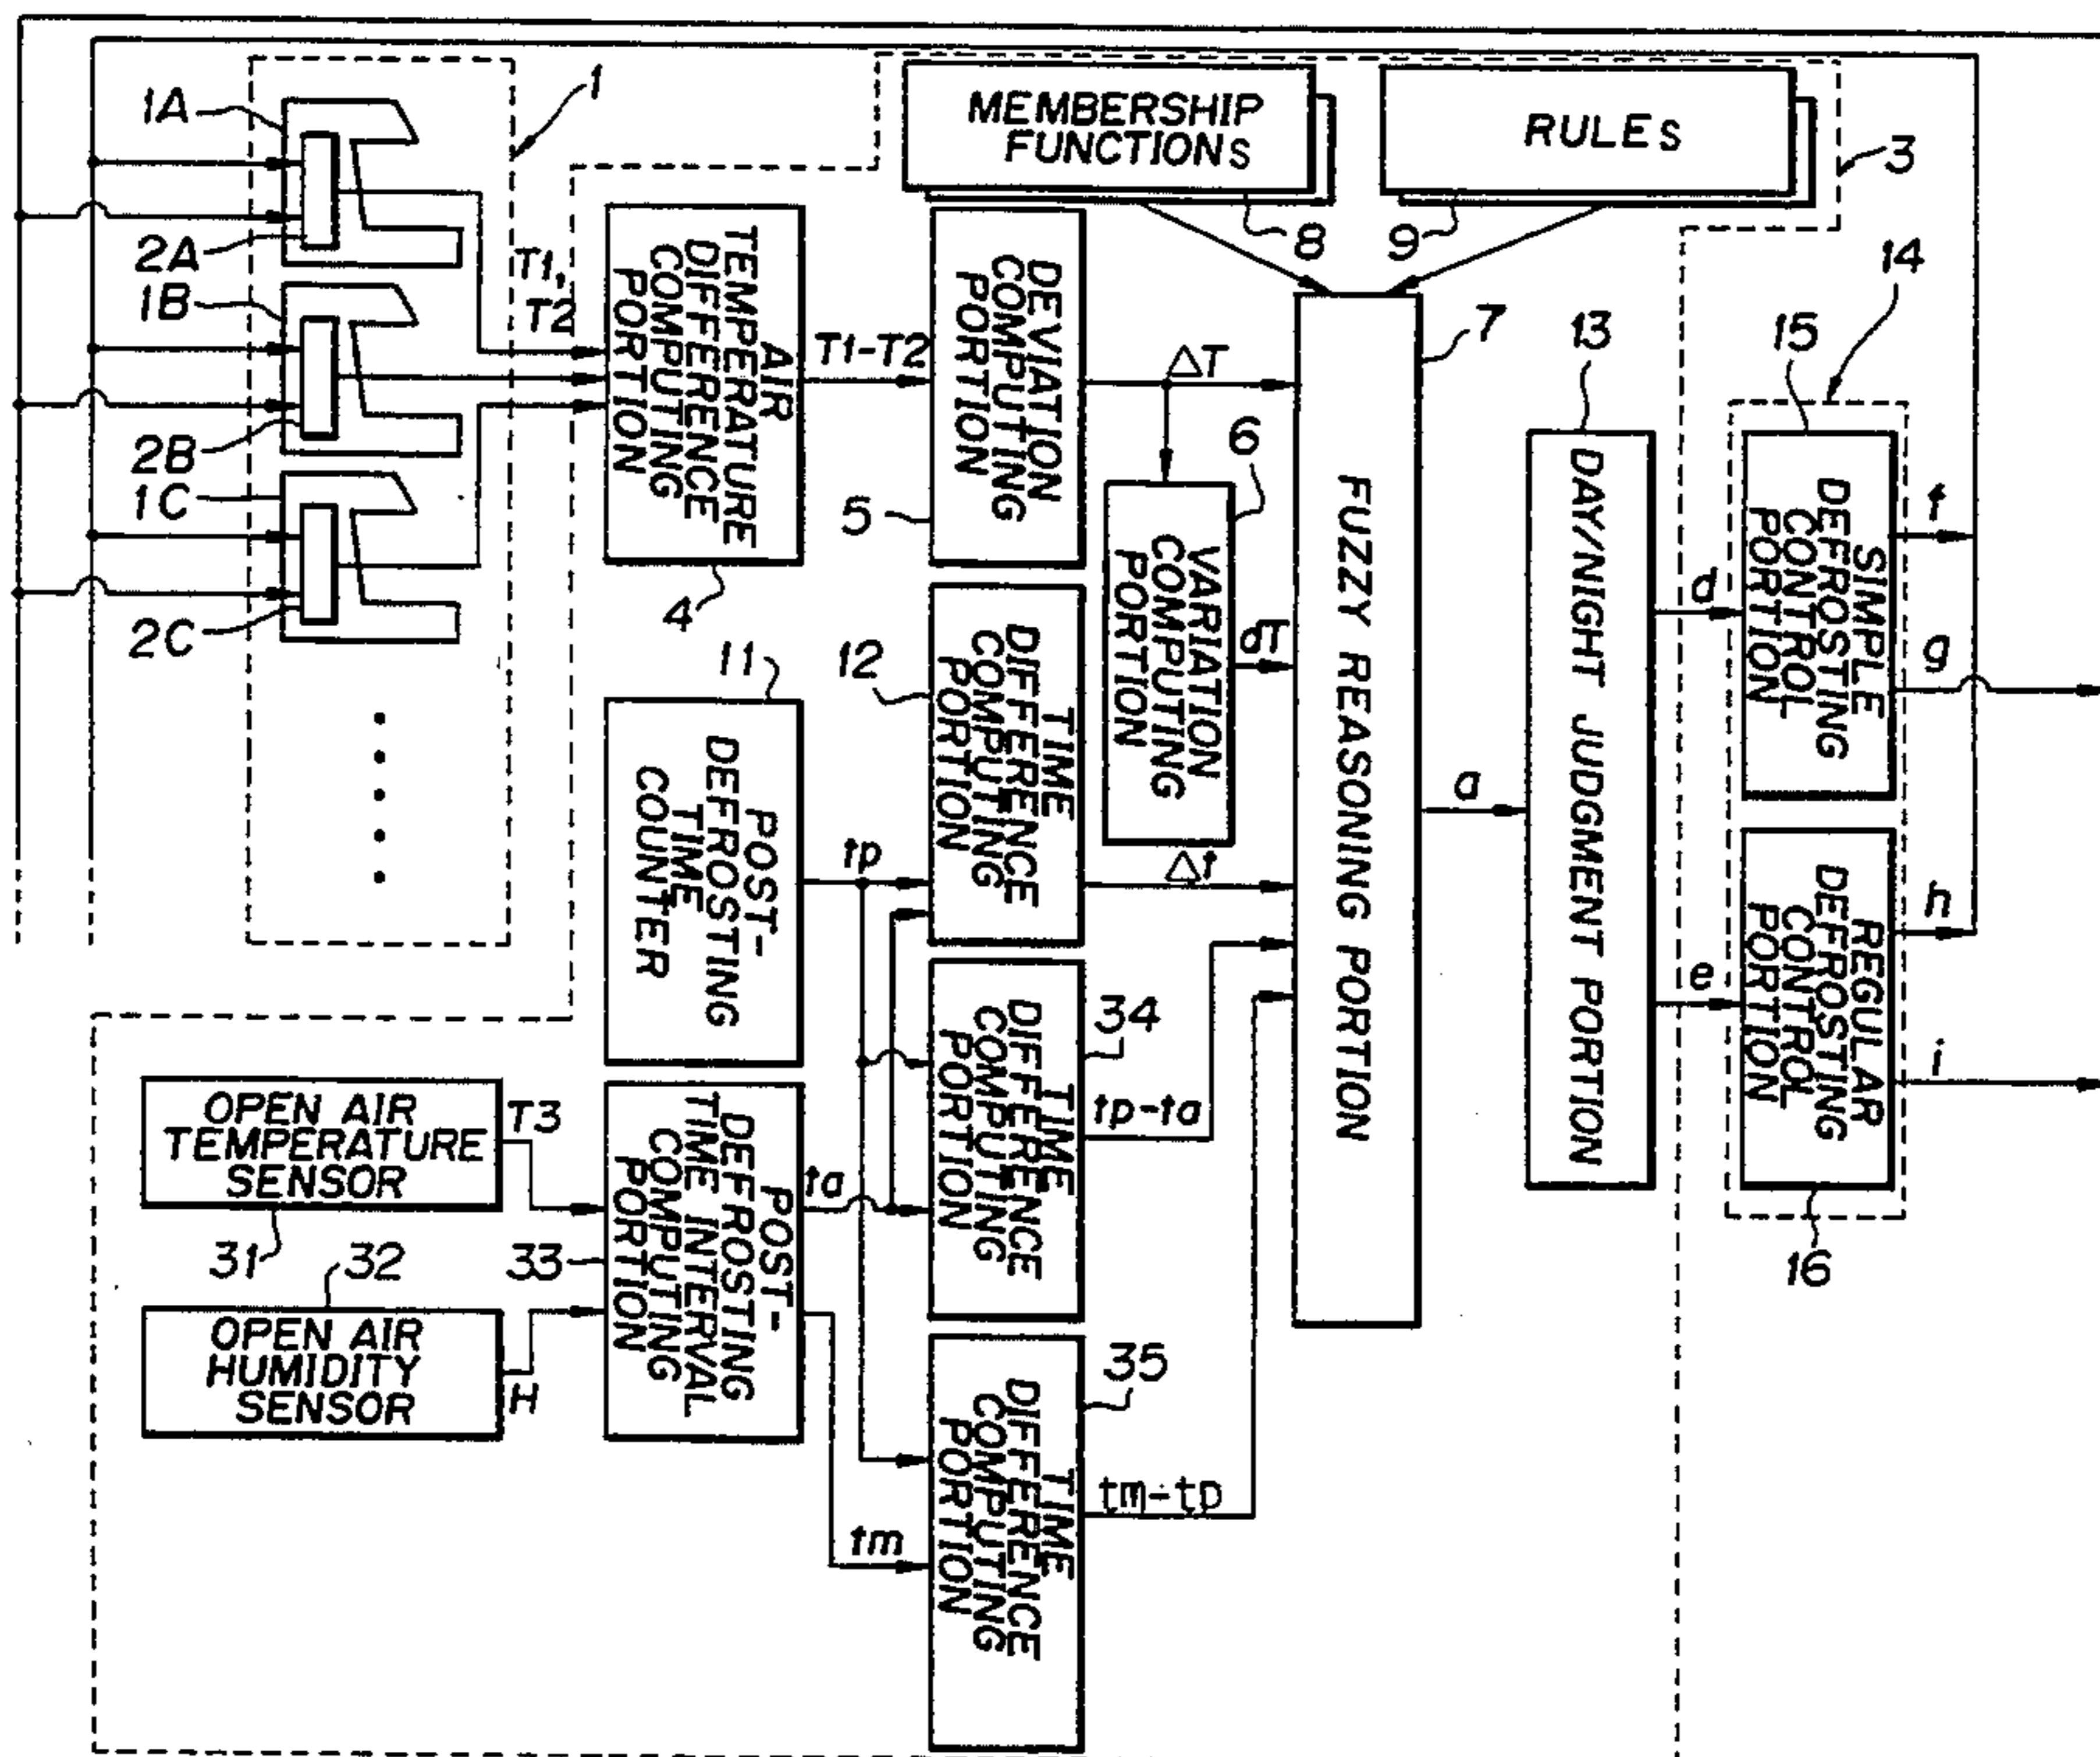 1A
2A
1B
2B
1C
2C
1
T1,
T2
AIR
TEMPERATURE
DIFFERENCE
COMPUTING
PORTION
4
T1-T2
DEVIATION
COMPUTING
PORTION
5
MEMBERSHIP
FUNCTIONS
8
RULES
9
3
ΔT
6
VARIATION
COMPUTING
PORTION
dT
FUZZY REASONING PORTION
7
a
13
DAY/NIGHT JUDGMENT PORTION
d
e
14
15
SIMPLE
DEFROSTING
CONTROL
PORTION
f
g
REGULAR
DEFROSTING
CONTROL
PORTION
h
i
16
11
POST-
DEFROSTING
TIME
COUNTER
tp
12
TIME
DIFFERENCE
COMPUTING
PORTION
Δt
34
TIME
DIFFERENCE
COMPUTING
PORTION
tp-ta
OPEN AIR
TEMPERATURE
SENSOR
31
T3
OPEN AIR
HUMIDITY
SENSOR
32
H
33
POST-
DEFROSTING
TIME INTERVAL
COMPUTING
PORTION
ta
tm
35
TIME
DIFFERENCE
COMPUTING
PORTION
tm-tp